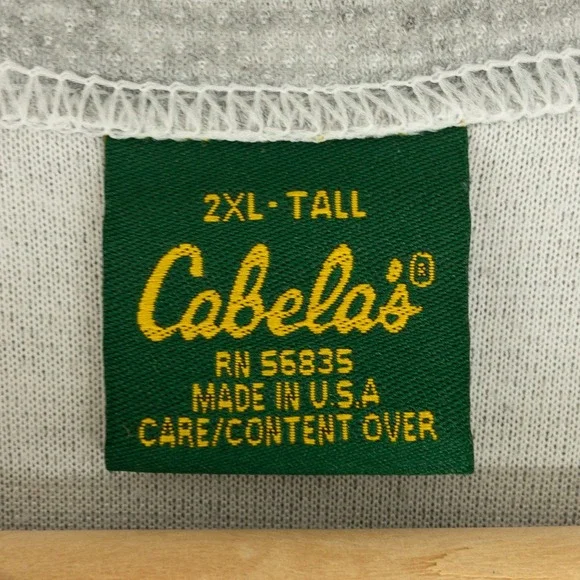 2XL - TALL
Cabela's®
RN 56835
MADE IN U.S.A
CARE/CONTENT OVER